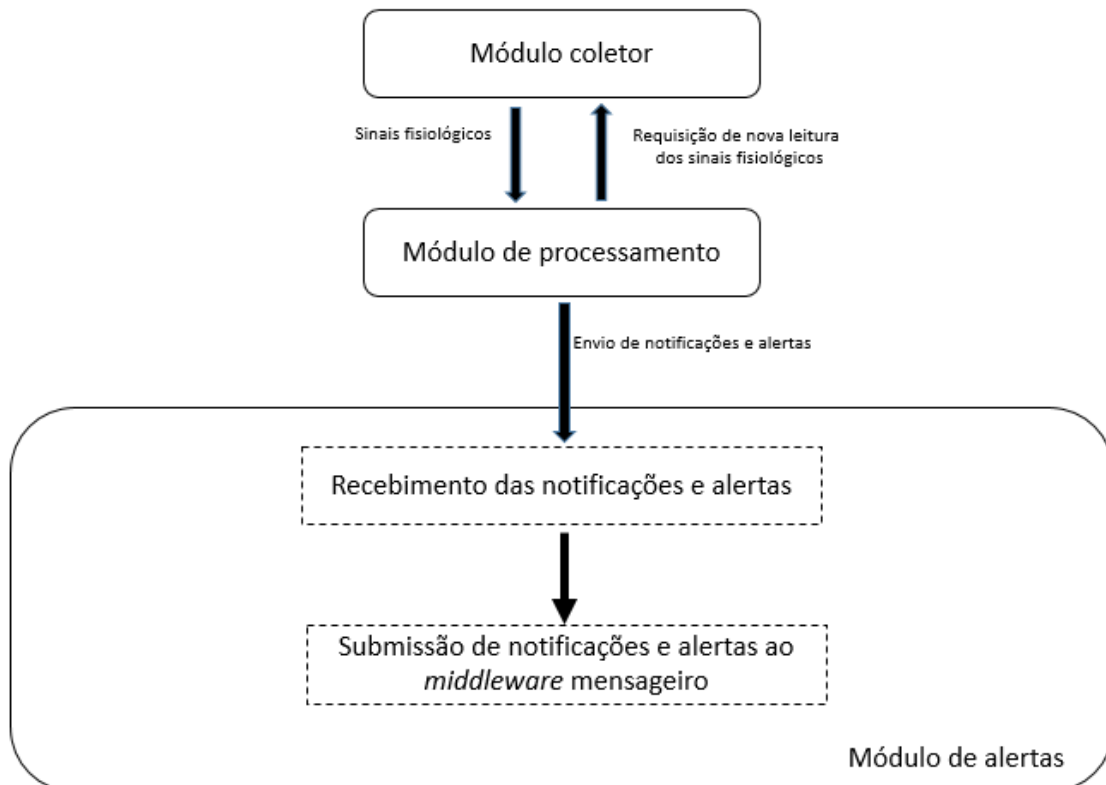 Módulo coletor
Sinais fisiológicos
Requisição de nova leitura
dos sinais fisiológicos
Módulo de processamento
Envio de notificações e alertas
Recebimento das notificações e alertas
Submissão de notificações e alertas ao
middleware mensageiro
Módulo de alertas